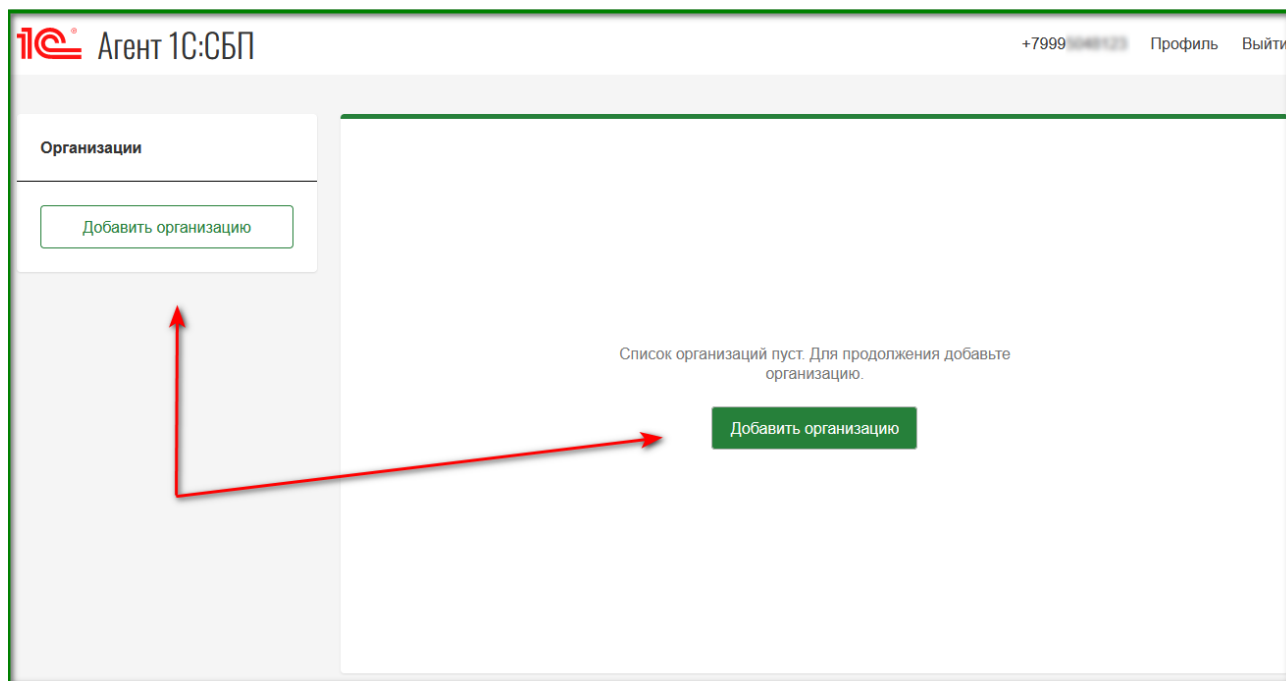 1С Агент 1С:СБП
+7999
Профиль
Выйти
Организации
Добавить организацию
Список организаций пуст. Для продолжения добавьте
организацию.
Добавить организацию